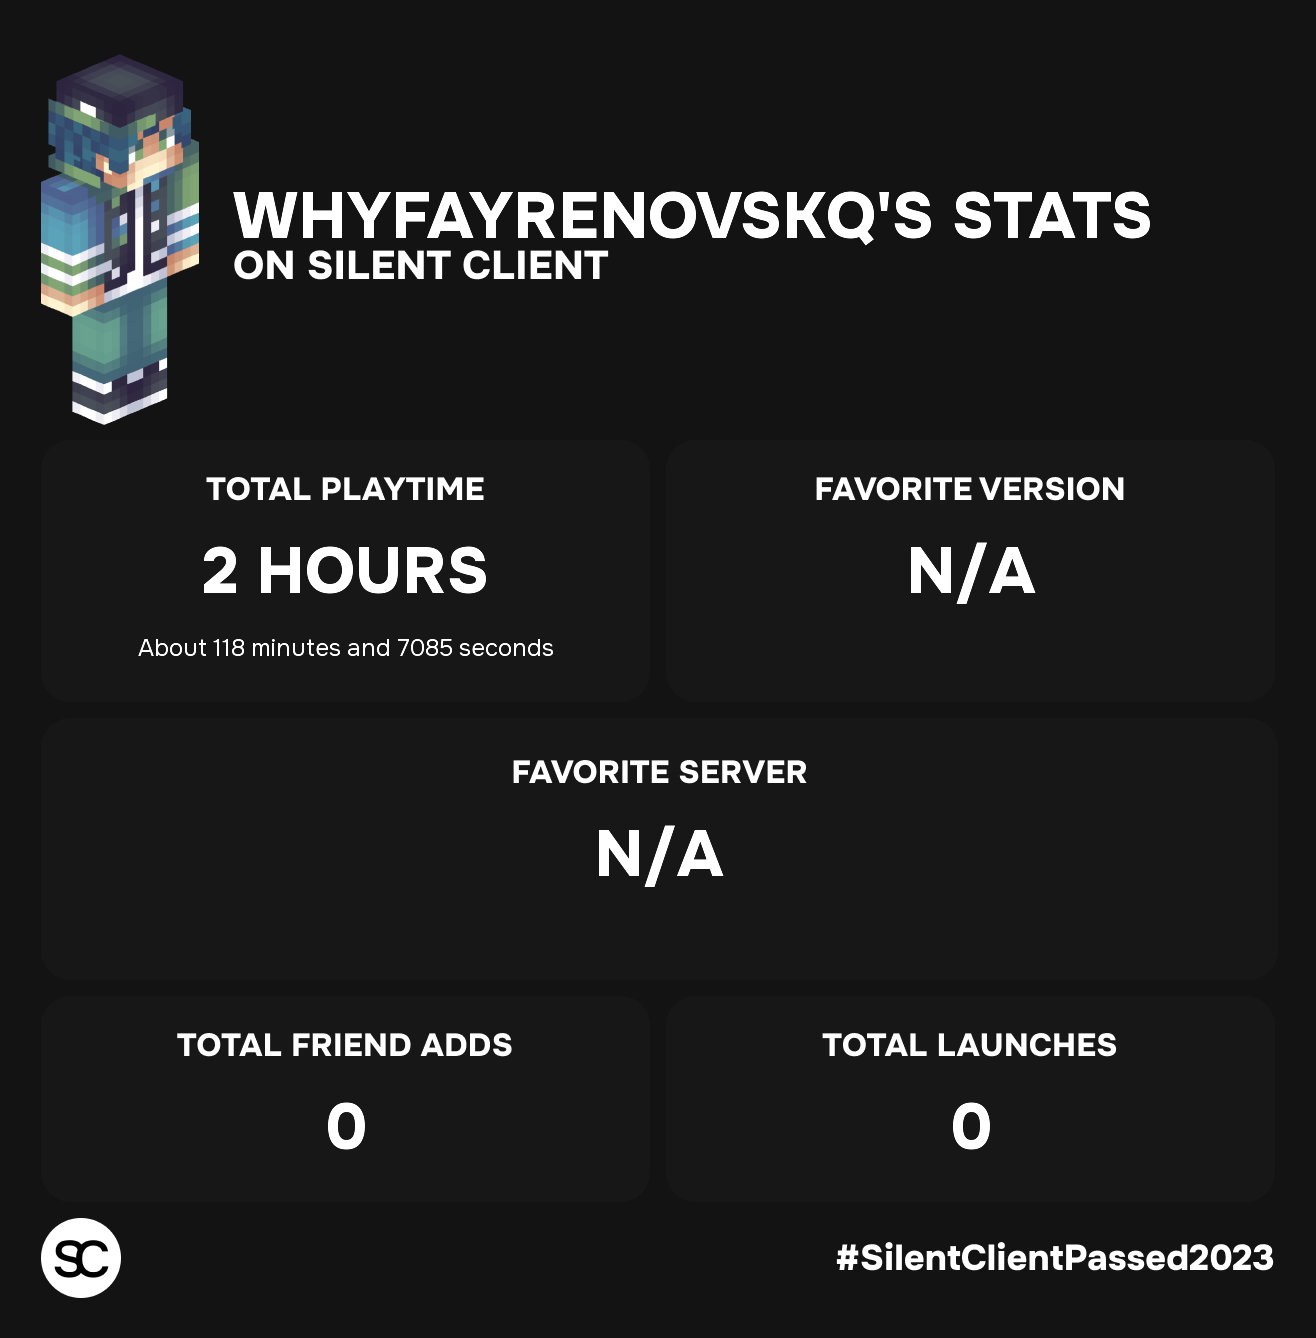 WHYFAYRENOVSKQ'S STATS
ON SILENT CLIENT
TOTAL PLAYTIME
2 HOURS
About 118 minutes and 7085 seconds
FAVORITE VERSION
N/A
FAVORITE SERVER
N/A
TOTAL FRIEND ADDS
0
TOTAL LAUNCHES
0
SC
#SilentClientPassed2023